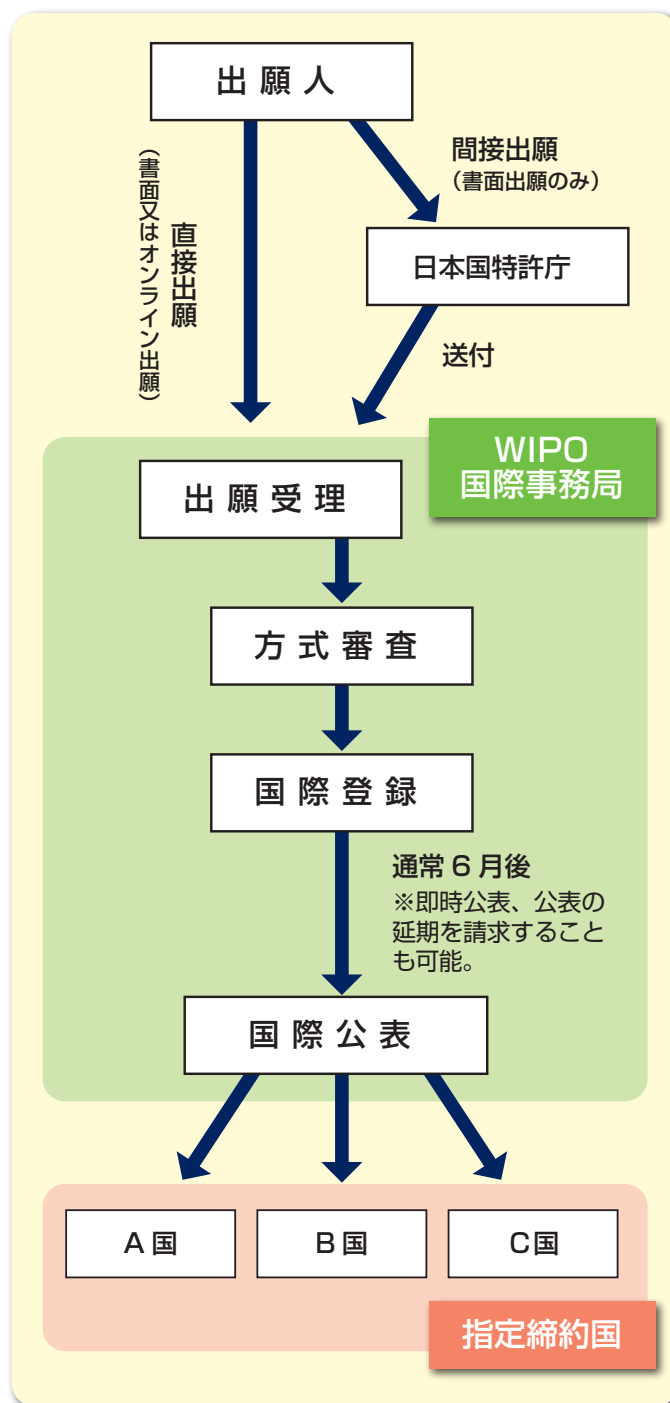 出願人
間接出願
（書面出願のみ）
直接出願
（書面又はオンライン出願）
日本国特許庁
送付
WIPO
国際事務局
出願受理
方式審査
国際登録
通常6月後
※即時公表、公表の
延期を請求すること
も可能。
国際公表
A国
B国
C国
指定締約国